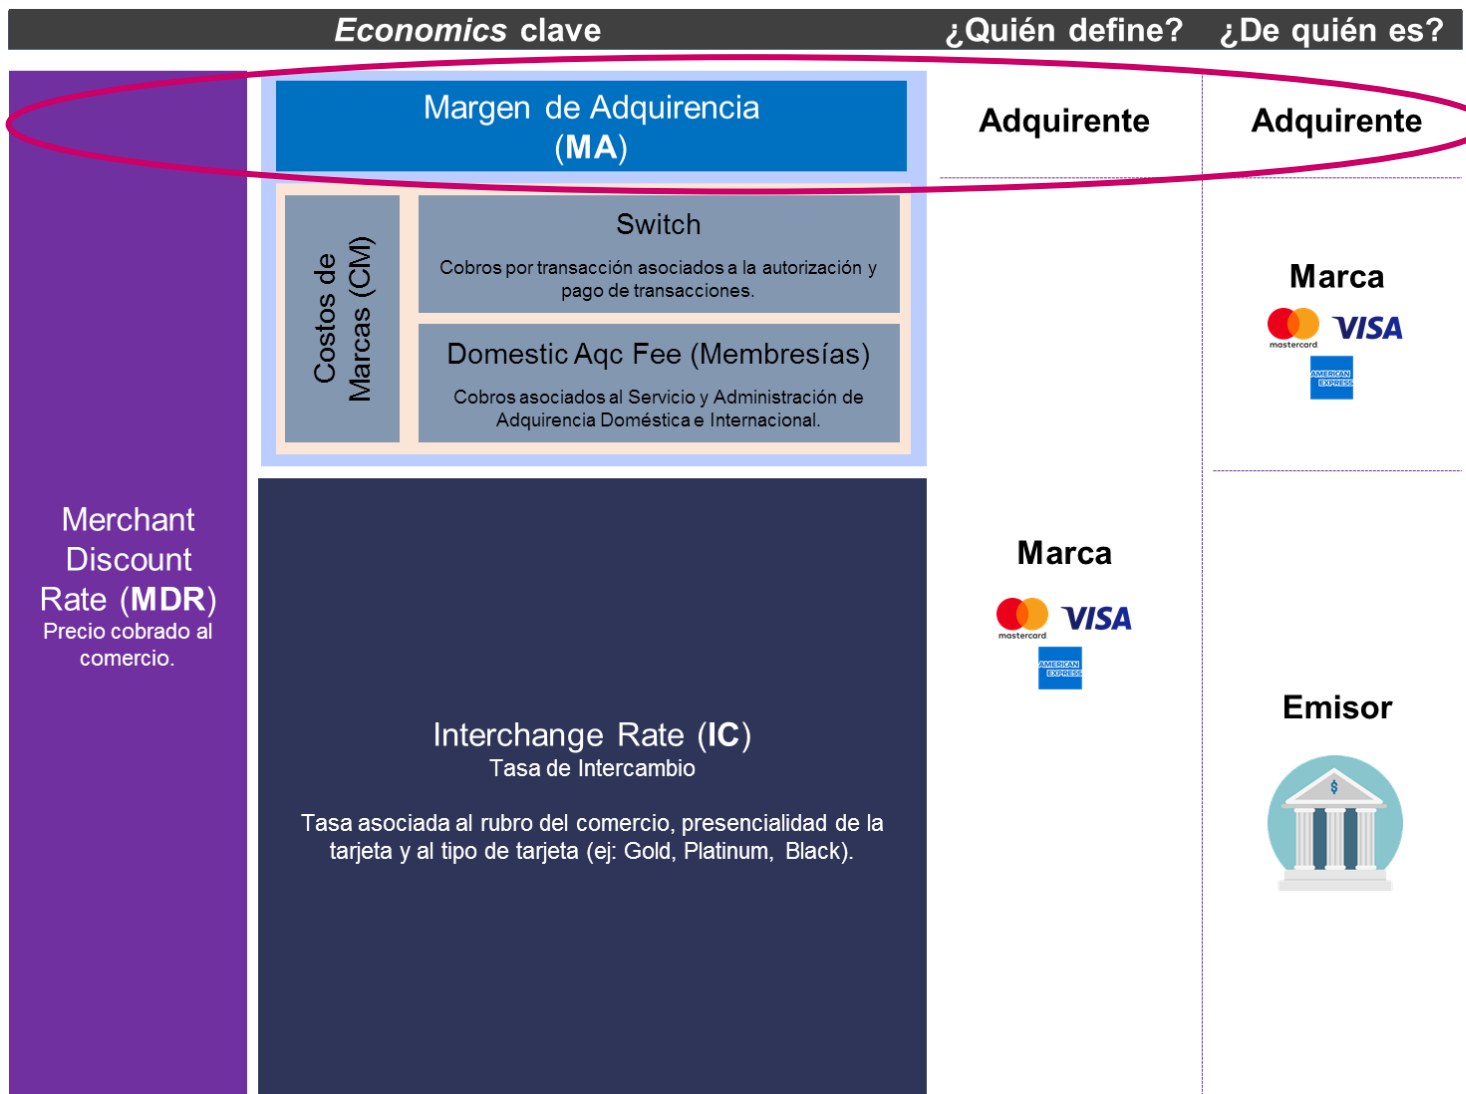 Economics clave
¿Quién define?
¿De quién es?
Margen de Adquirencia
(MA)
Adquirente
Adquirente
Costos de
Marcas (CM)
Switch
Cobros por transacción asociados a la autorización y
pago de transacciones.
Domestic Aqc Fee (Membresías)
Cobros asociados al Servicio y Administración de
Adquirencia Doméstica e Internacional.
Marca
mastercard
VISA
AMERICAN
EXPRESS
Merchant
Discount
Rate (MDR)
Precio cobrado al
comercio.
Interchange Rate (IC)
Tasa de Intercambio
Tasa asociada al rubro del comercio, presencialidad de la
tarjeta y al tipo de tarjeta (ej: Gold, Platinum, Black).
Marca
mastercard
VISA
AMERICAN
EXPRESS
Emisor
$